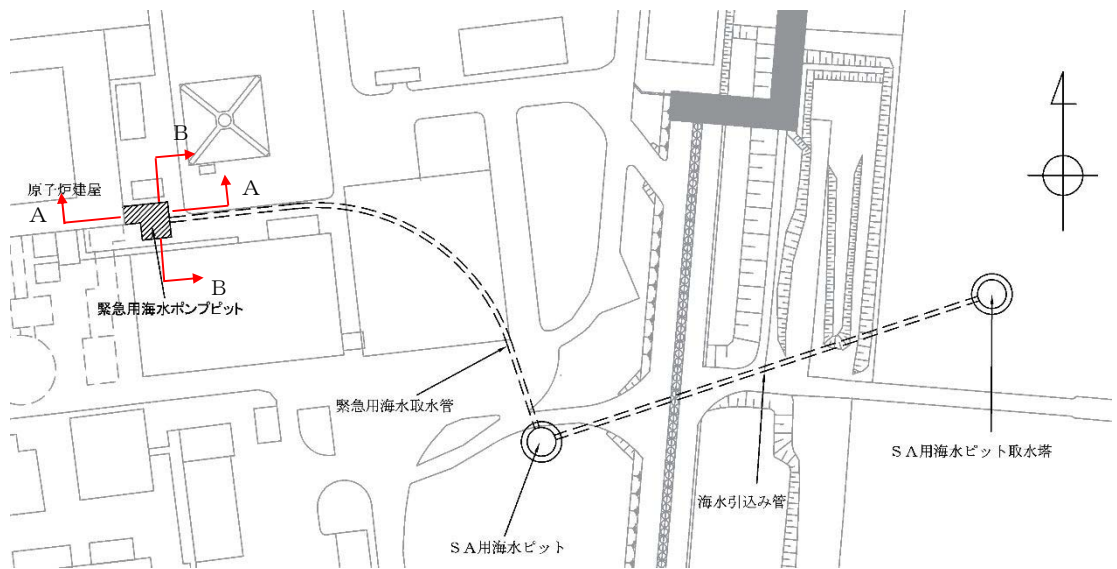 B
原子炉建屋
A
A
B
緊急用海水ポンプピット
緊急用海水取水管
SA用海水ピット取水塔
海水引込み管
SA用海水ピット